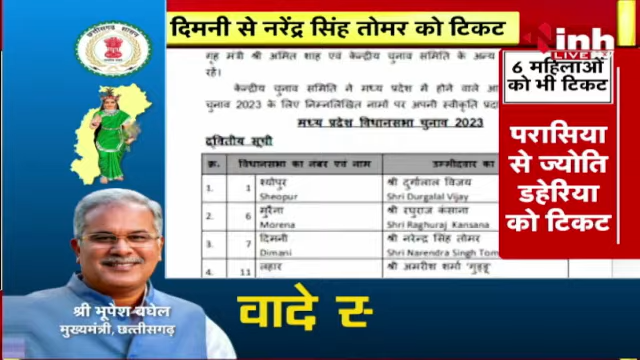 दिमनी से नरेंद्र सिंह तोमर को टिकट
inh
LIVE
छत्तीसगढ़ शासन
6 महिलाओं
को भी टिकट
परासिया
से ज्योति
डहेरिया
को टिकट
गृह मंत्री श्री अमित शाह एवं केन्द्रीय चुनाव समिति के अन्य
रहें।
केन्द्रीय चुनाव समिति ने मध्य प्रदेश में होने वाले
चुनाव 2023 के लिए निम्नलिखित नामों पर अपनी स्वीकृति
मध्य प्रदेश विधानसभा चुनाव 2023
द्वितीय सूची
क्र. विधानसभा का नंबर एवं नाम उम्मीदवार का
1. 1 श्योपुर श्री दुर्गालाल विजय
Sheopur Shri Durgalal Vijay
2. 6 मुरैना श्री रघुराज कंसाना
Morena Shri Raghuraj Kansana
3. 7 दिमनी श्री नरेन्द्र सिंह तोमर
Dimani Shri Narendra Singh Tom
4. 11 लहार श्री अमरीश शर्मा 'गुड्डू'
श्री भूपेश बघेल
मुख्यमंत्री, छत्तीसगढ़
वादे